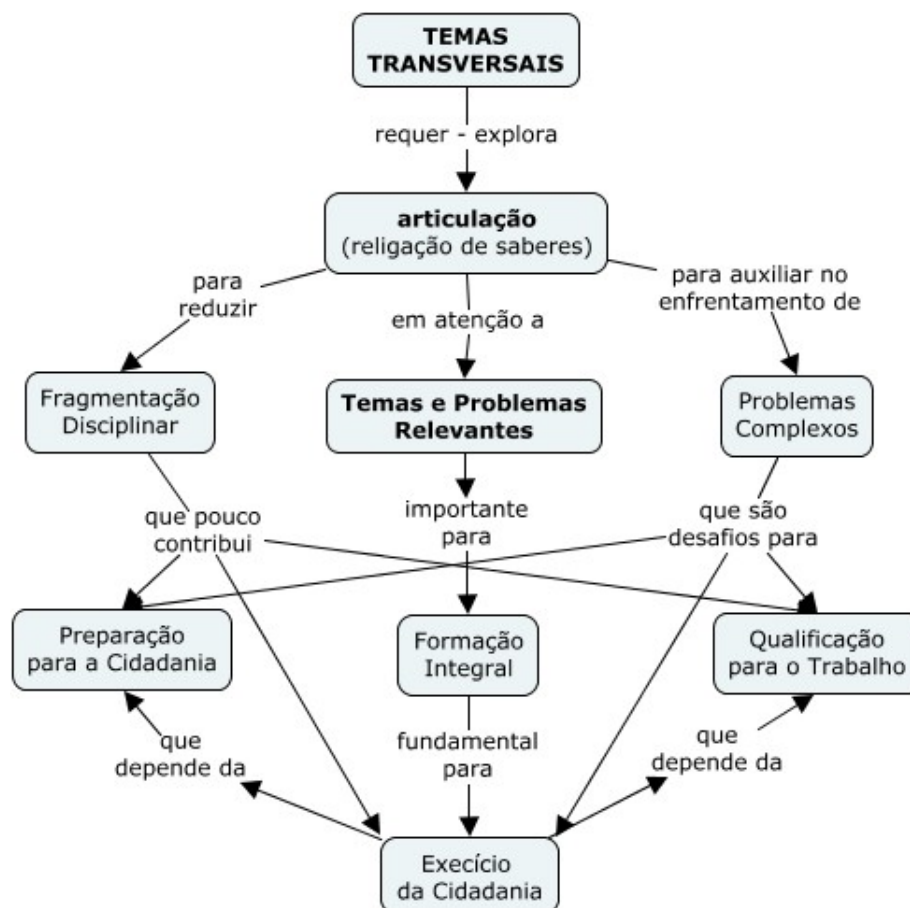 TEMAS
TRANSVERSAIS
requer - explora
articulação
(religação de saberes)
para
reduzir
em atenção a
para auxiliar no
enfrentamento de
Fragmentação
Disciplinar
Temas e Problemas
Relevantes
Problemas
Complexos
que pouco
contribui
importante
para
que são
desafios para
Preparação
para a Cidadania
Formação
Integral
Qualificação
para o Trabalho
que
depende da
fundamental
para
que
depende da
Execício
da Cidadania